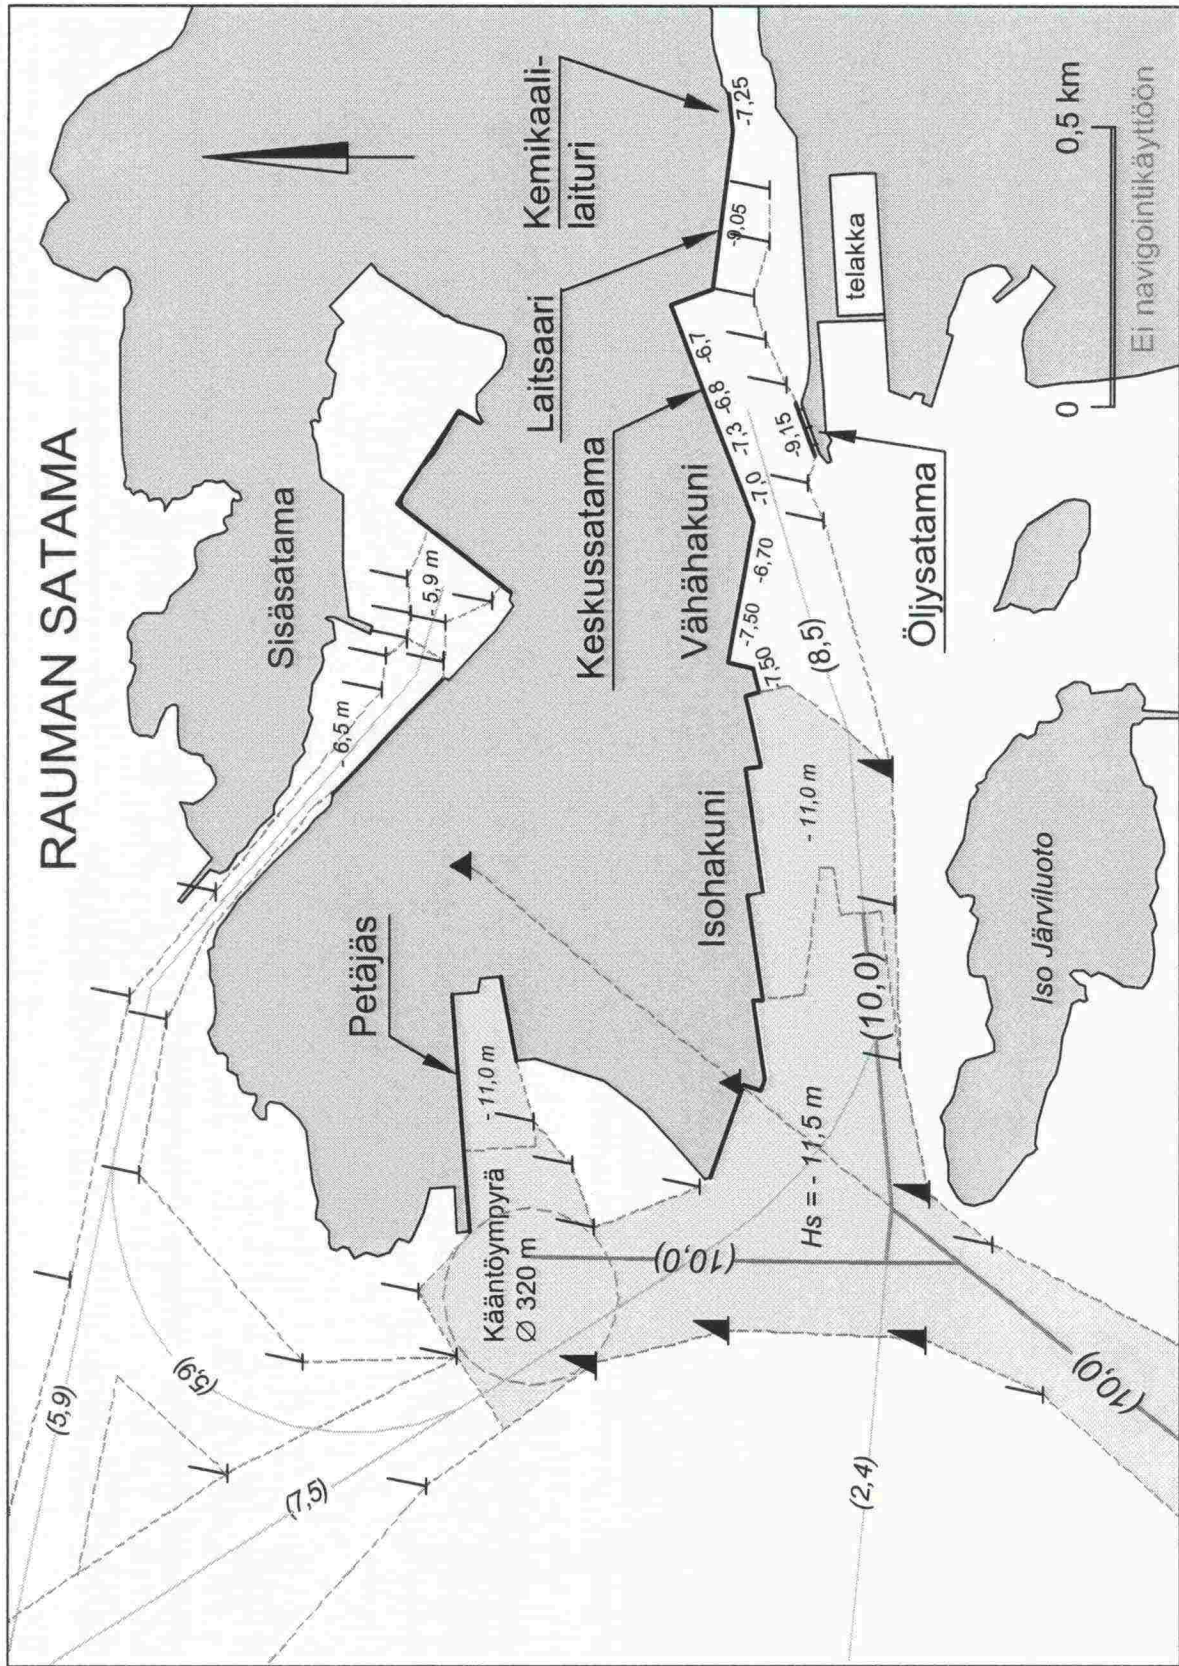 RAUMAN SATAMA
Sisäsatama
- 5,9 m
- 6,5 m
Petäjäs
- 11,0 m
Kääntöympyrä
Ø 320 m
(5,9)
(5,9)
(7,5)
(10,0)
Hs = - 11,5 m
(10,0)
(10,0)
(2,4)
Isohakuni
- 11,0 m
Vähähakuni
-7,50
-7,50
-6,70
(8,5)
Keskussatama
-7,0
-7,3
-6,8
-6,7
Laitsaari
-9,05
Kemikaali-
laituri
-7,25
-9,15
Öljysatama
telakka
Iso Järviluoto
0
0,5 km
Ei navigointikäyttöön